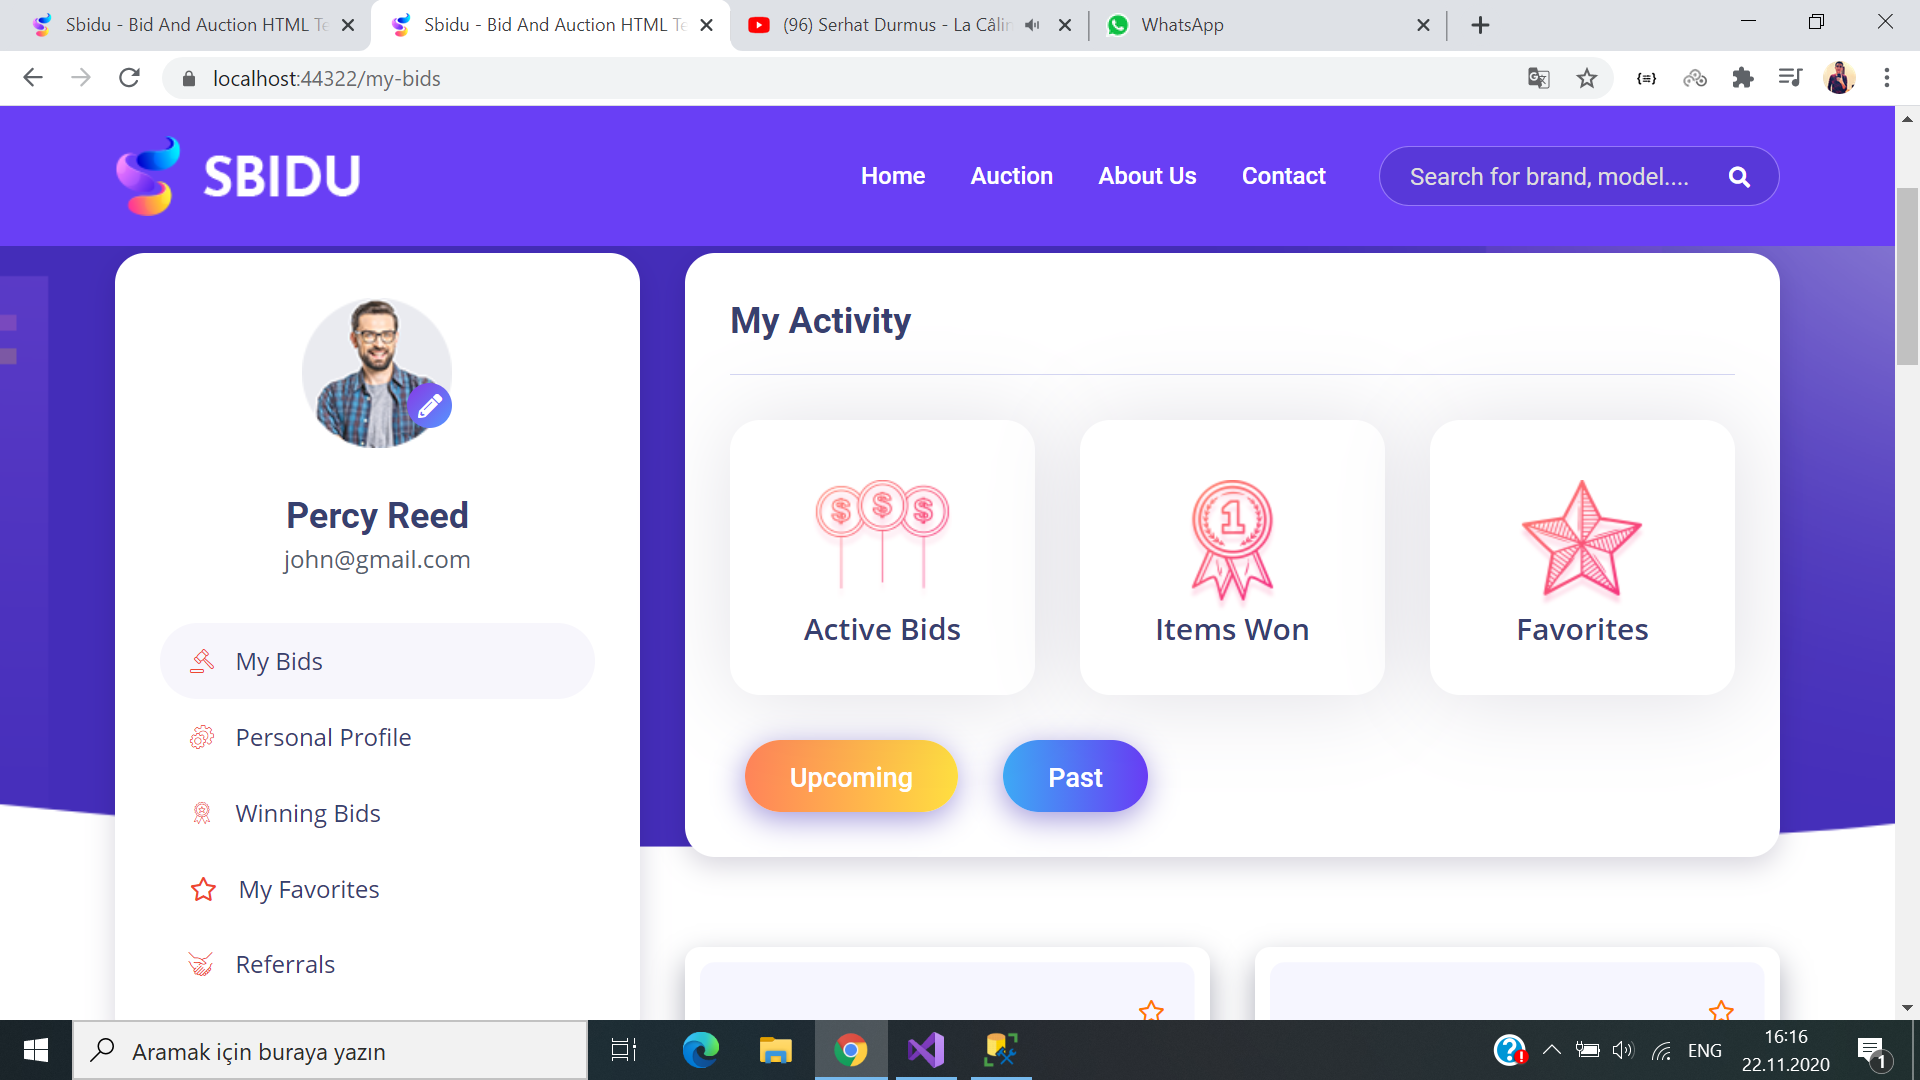 Sbidu - Bid And Auction HTML Te
Sbidu - Bid And Auction HTML Te
(96) Serhat Durmus - La Câlin
WhatsApp
localhost:44322/my-bids
SBIDU
Home
Auction
About Us
Contact
Search for brand, model....
Percy Reed
john@gmail.com
My Bids
Personal Profile
Winning Bids
My Favorites
Referrals
My Activity
$ $ $
Active Bids
1
Items Won
Favorites
Upcoming
Past
Aramak için buraya yazın
ENG
16:16
22.11.2020
1